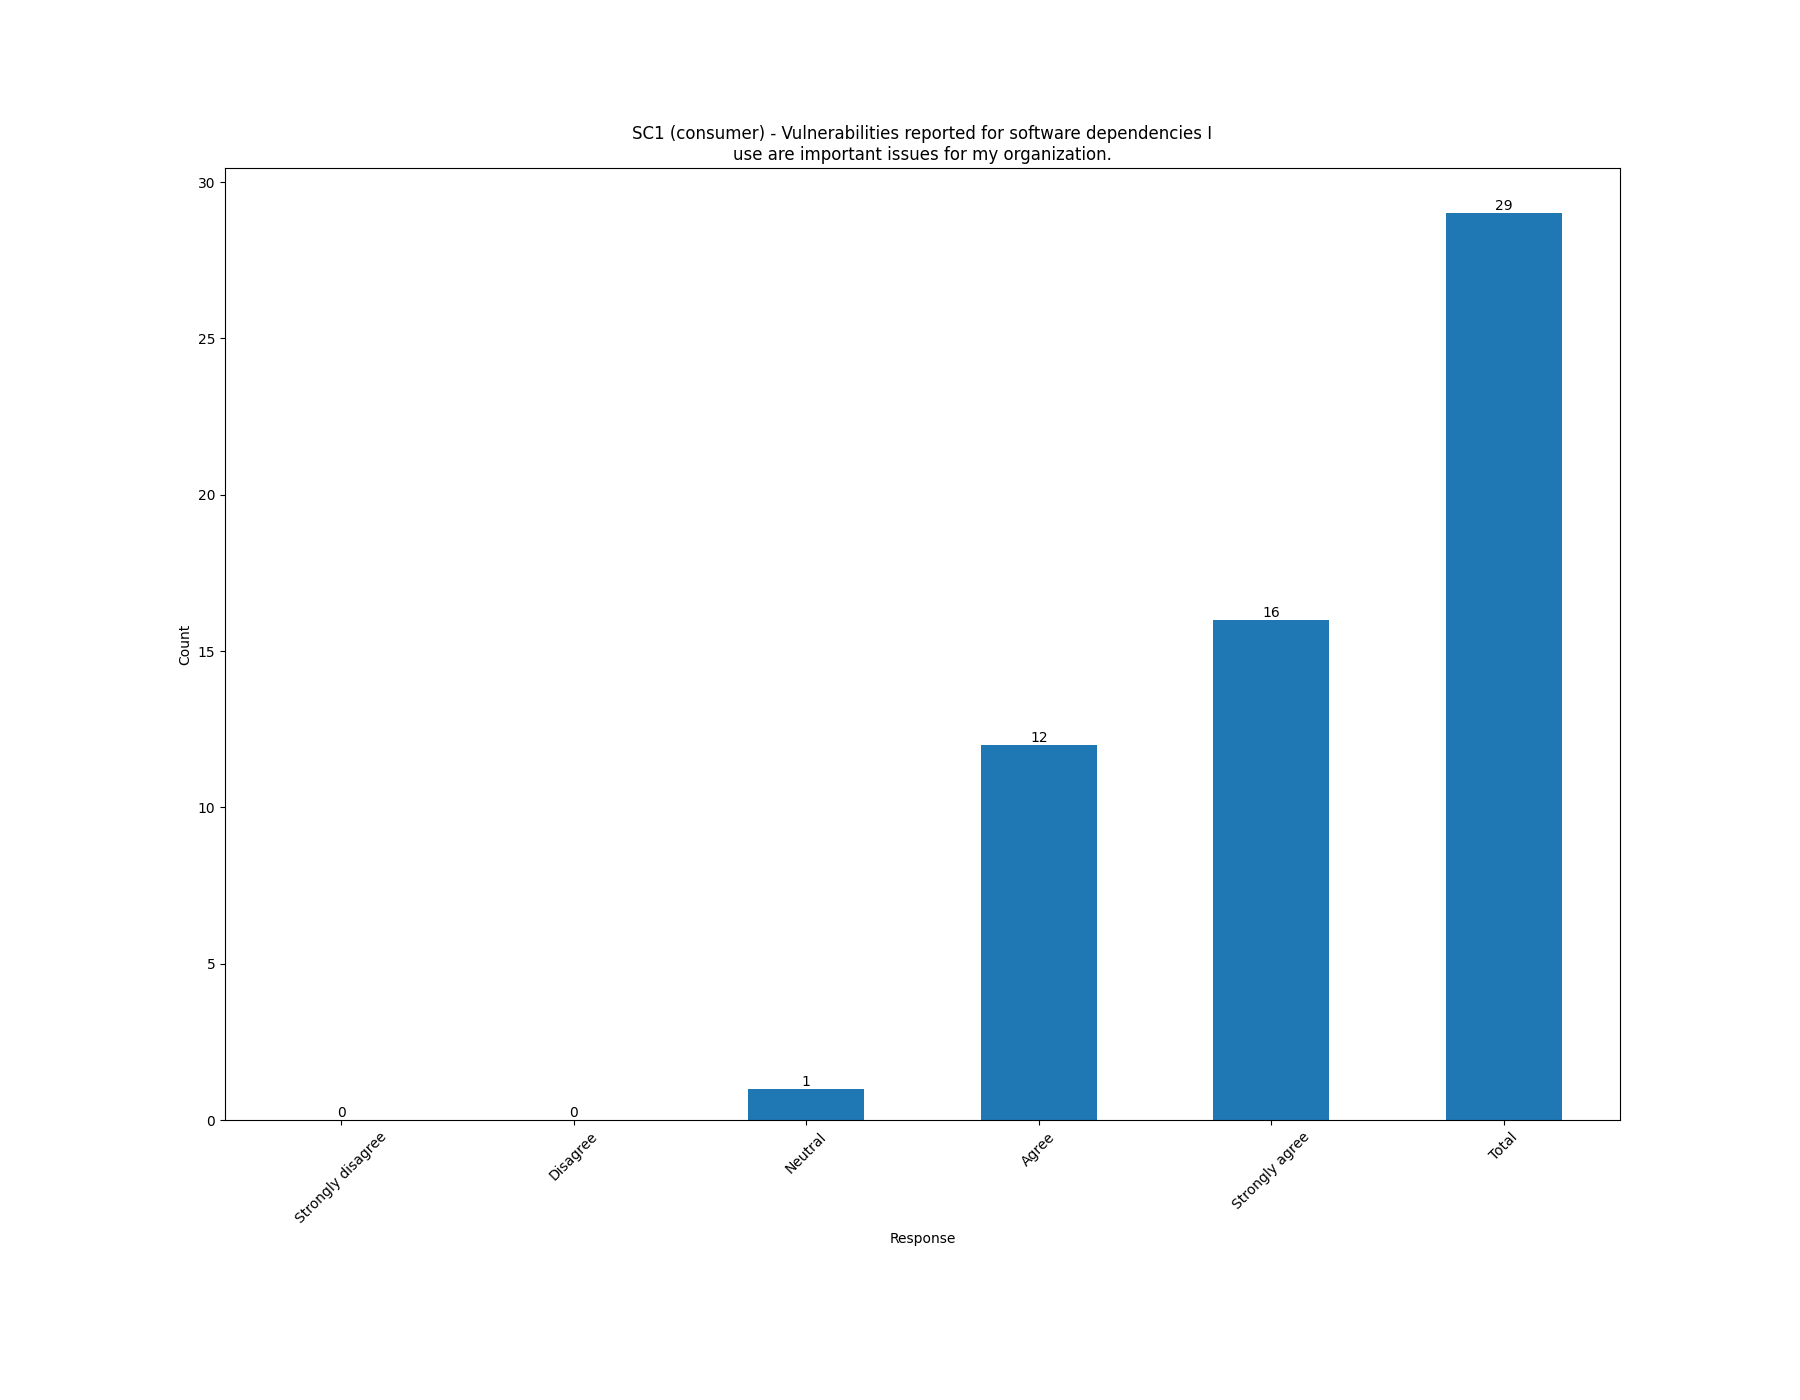 SC1 (consumer) - Vulnerabilities reported for software dependencies I
use are important issues for my organization.
30
25
20
15
10
5
0
Count
0
0
1
12
16
29
Strongly disagree
Disagree
Neutral
Agree
Strongly agree
Total
Response